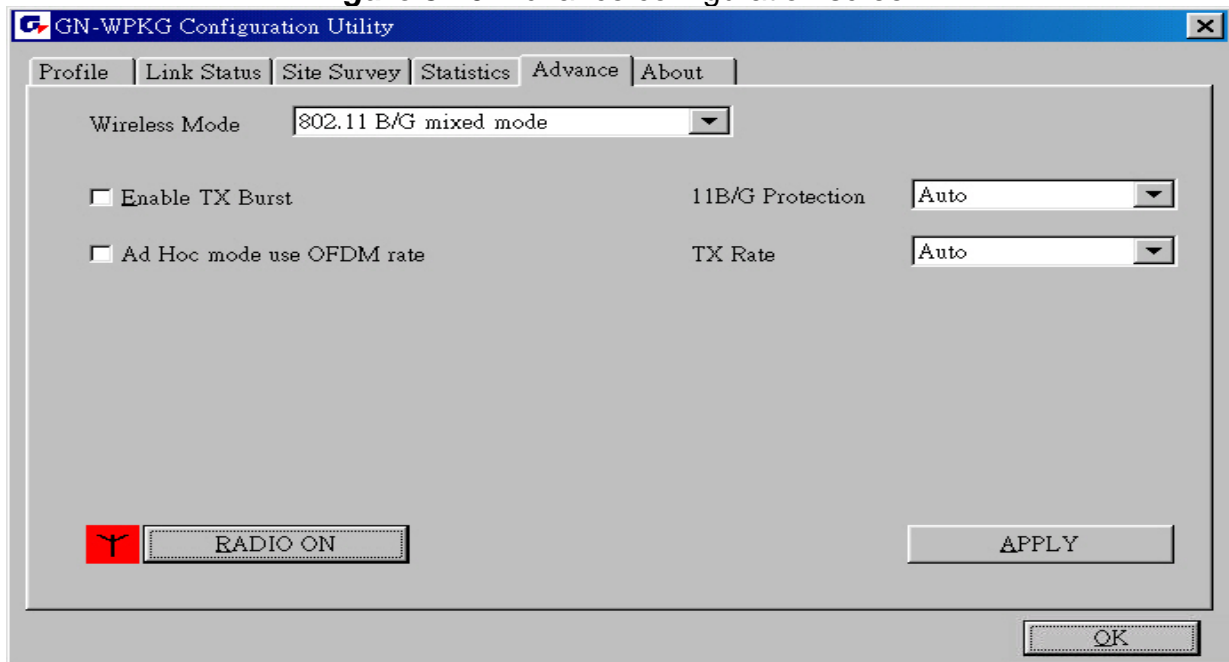 GN-WPKG Configuration Utility
Profile Link Status Site Survey Statistics Advance About
Wireless Mode 802.11 B/G mixed mode
Enable TX Burst 11B/G Protection Auto
Ad Hoc mode use OFDM rate TX Rate Auto
RADIO ON APPLY
OK